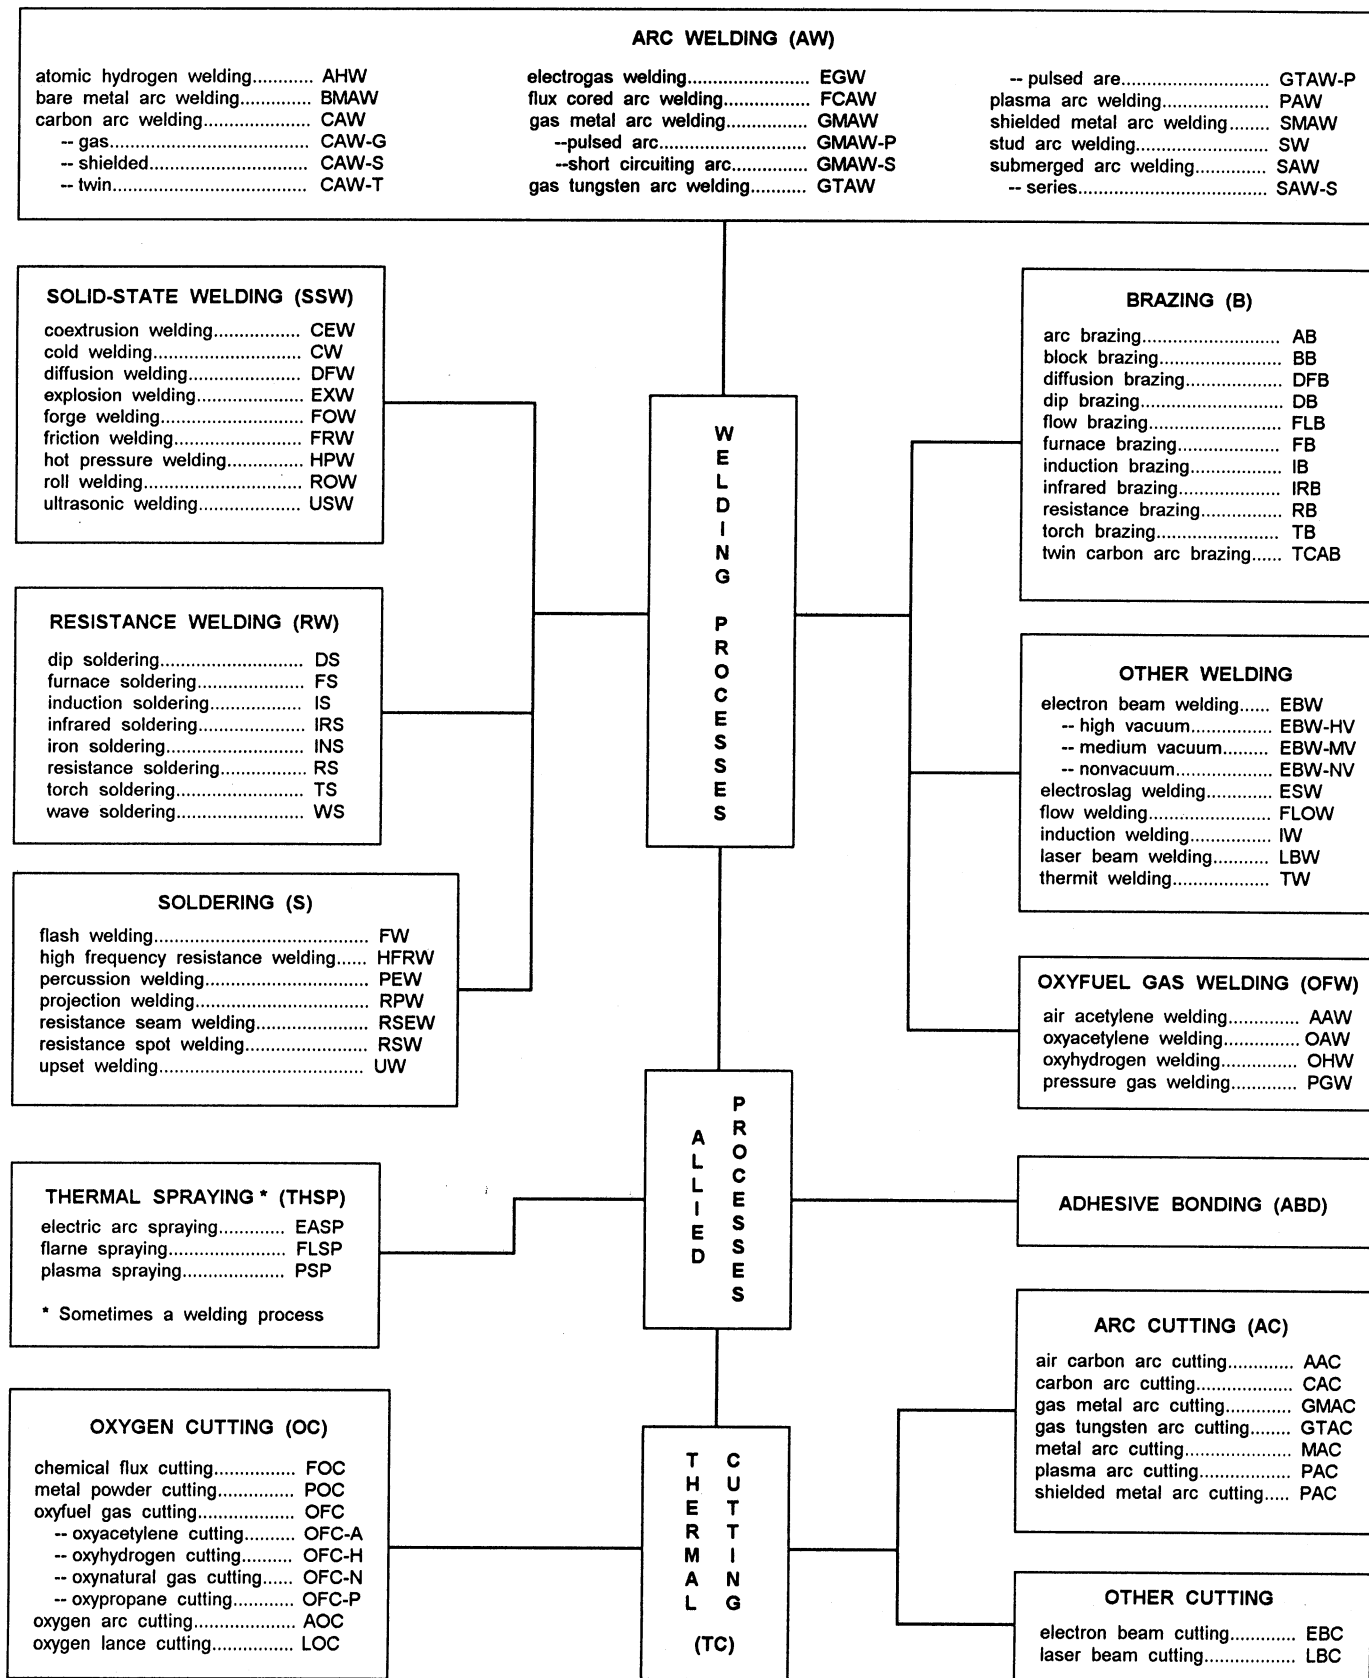 ARC WELDING (AW)
atomic hydrogen welding............ AHW
bare metal arc welding............. BMAW
carbon arc welding................... CAW
-- gas................................... CAW-G
-- shielded............................ CAW-S
-- twin.................................. CAW-T
electrogas welding.................. EGW
flux cored arc welding............. FCAW
gas metal arc welding............. GMAW
--pulsed arc....................... GMAW-P
--short circuiting arc............ GMAW-S
gas tungsten arc welding......... GTAW
-- pulsed are....................... GTAW-P
plasma arc welding................. PAW
shielded metal arc welding....... SMAW
stud arc welding..................... SW
submerged arc welding........... SAW
-- series............................... SAW-S
SOLID-STATE WELDING (SSW)
coextrusion welding................ CEW
cold welding.......................... CW
diffusion welding.................... DFW
explosion welding................... EXW
forge welding........................ FOW
friction welding...................... FRW
hot pressure welding.............. HPW
roll welding........................... ROW
ultrasonic welding.................. USW
BRAZING (B)
arc brazing........................... AB
block brazing........................ BB
diffusion brazing................... DFB
dip brazing........................... DB
flow brazing......................... FLB
furnace brazing.................... FB
induction brazing.................. IB
infrared brazing.................... IRB
resistance brazing................ RB
torch brazing....................... TB
twin carbon arc brazing...... TCAB
WELDING PROCESSES
RESISTANCE WELDING (RW)
dip soldering.......................... DS
furnace soldering.................... FS
induction soldering.................. IS
infrared soldering................... IRS
iron soldering........................ INS
resistance soldering............... RS
torch soldering...................... TS
wave soldering...................... WS
OTHER WELDING
electron beam welding...... EBW
-- high vacuum.............. EBW-HV
-- medium vacuum......... EBW-MV
-- nonvacuum................ EBW-NV
electroslag welding............ ESW
flow welding...................... FLOW
induction welding............... IW
laser beam welding........... LBW
thermit welding.................. TW
SOLDERING (S)
flash welding....................................... FW
high frequency resistance welding...... HFRW
percussion welding............................. PEW
projection welding.............................. RPW
resistance seam welding..................... RSEW
resistance spot welding...................... RSW
upset welding..................................... UW
OXYFUEL GAS WELDING (OFW)
air acetylene welding............... AAW
oxyacetylene welding.............. OAW
oxyhydrogen welding.............. OHW
pressure gas welding.............. PGW
ALLIED PROCESSES
THERMAL SPRAYING * (THSP)
electric arc spraying............ EASP
flarne spraying..................... FLSP
plasma spraying................... PSP
* Sometimes a welding process
ADHESIVE BONDING (ABD)
ARC CUTTING (AC)
air carbon arc cutting............. AAC
carbon arc cutting.................. CAC
gas metal arc cutting............. GMAC
gas tungsten arc cutting........ GTAC
metal arc cutting................... MAC
plasma arc cutting................. PAC
shielded metal arc cutting..... PAC
OXYGEN CUTTING (OC)
chemical flux cutting............... FOC
metal powder cutting.............. POC
oxyfuel gas cutting................. OFC
-- oxyacetylene cutting......... OFC-A
-- oxyhydrogen cutting......... OFC-H
-- oxynatural gas cutting...... OFC-N
-- oxypropane cutting........... OFC-P
oxygen arc cutting.................. AOC
oxygen lance cutting............... LOC
THERMAL CUTTING
(TC)
OTHER CUTTING
electron beam cutting............ EBC
laser beam cutting................. LBC